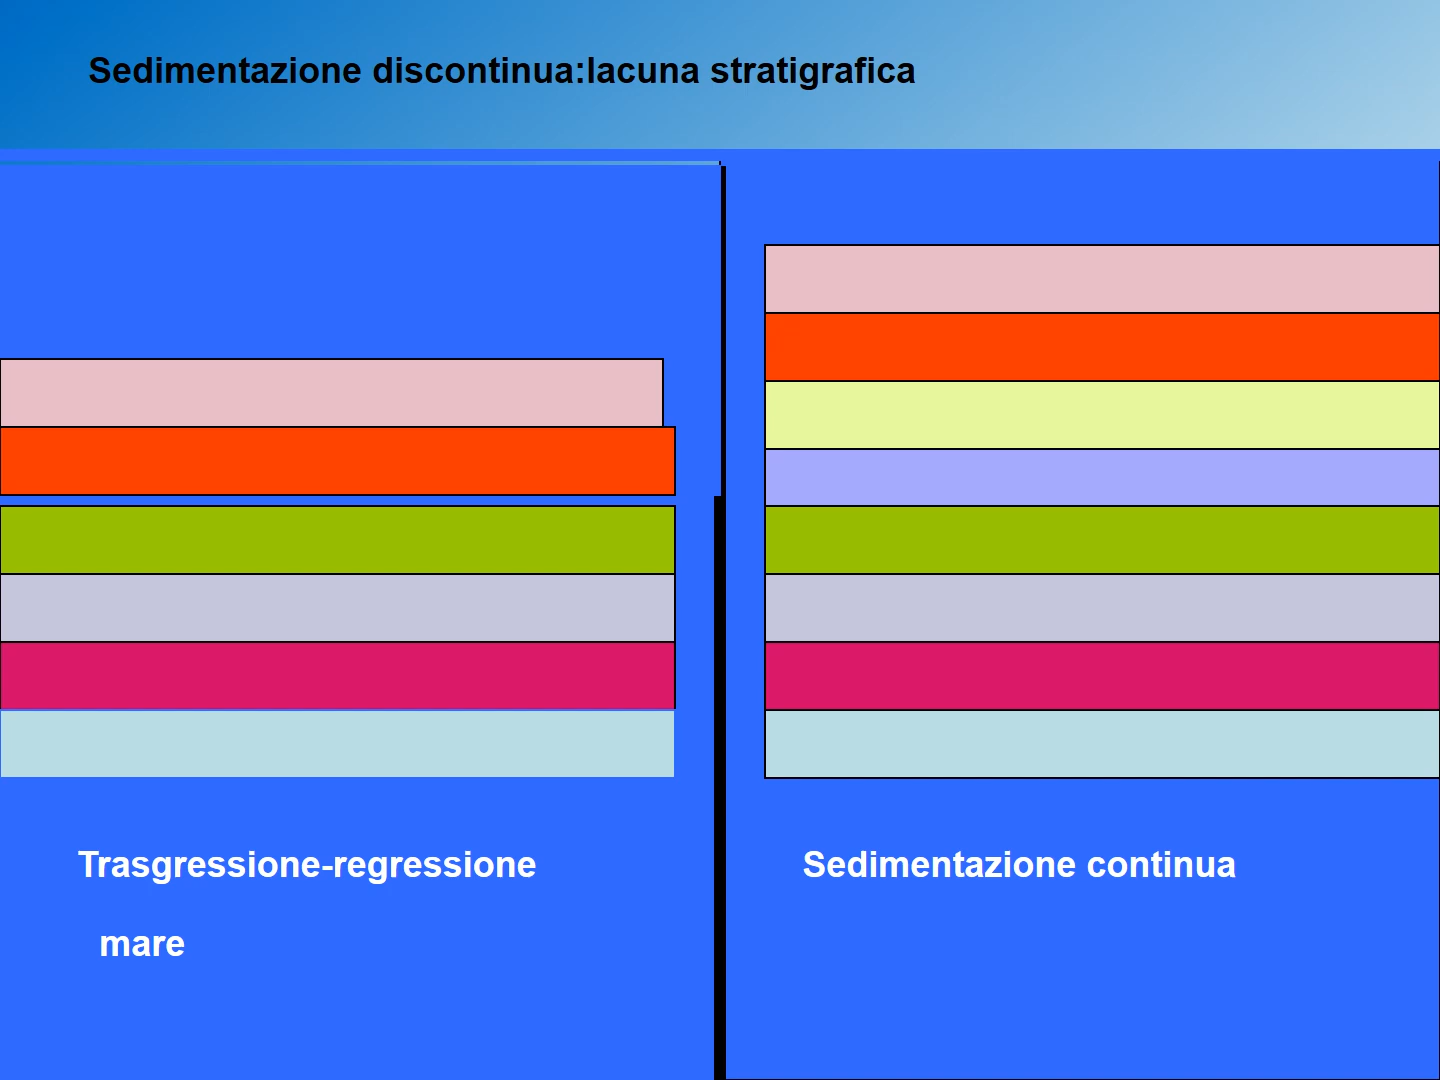 Sedimentazione discontinua:lacuna stratigrafica
Trasgressione-regressione
mare
Sedimentazione continua